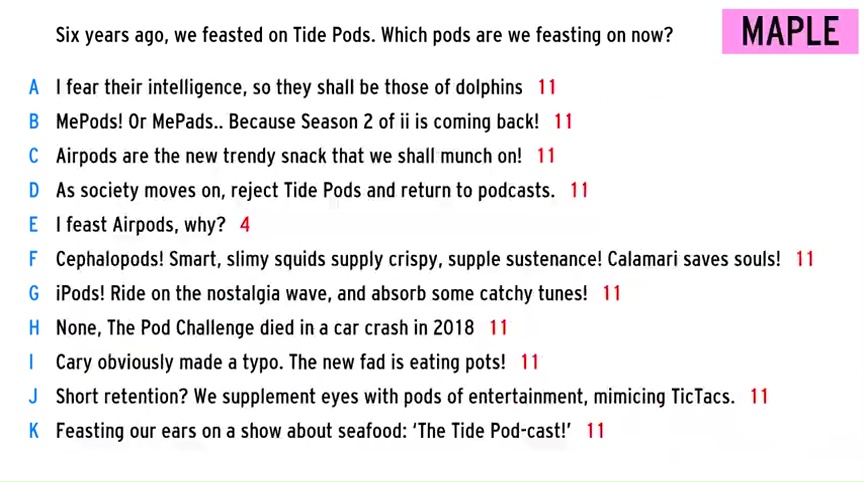 Six years ago, we feasted on Tide Pods. Which pods are we feasting on now?
MAPLE
A I fear their intelligence, so they shall be those of dolphins 11
B MePods! Or MePads.. Because Season 2 of ii is coming back! 11
C Airpods are the new trendy snack that we shall munch on! 11
D As society moves on, reject Tide Pods and return to podcasts. 11
E I feast Airpods, why? 4
F Cephalopods! Smart, slimy squids supply crispy, supple sustenance! Calamari saves souls! 11
G iPods! Ride on the nostalgia wave, and absorb some catchy tunes! 11
H None, The Pod Challenge died in a car crash in 2018 11
I Cary obviously made a typo. The new fad is eating pots! 11
J Short retention? We supplement eyes with pods of entertainment, mimicing TicTacs. 11
K Feasting our ears on a show about seafood: ‘The Tide Pod-cast!’ 11